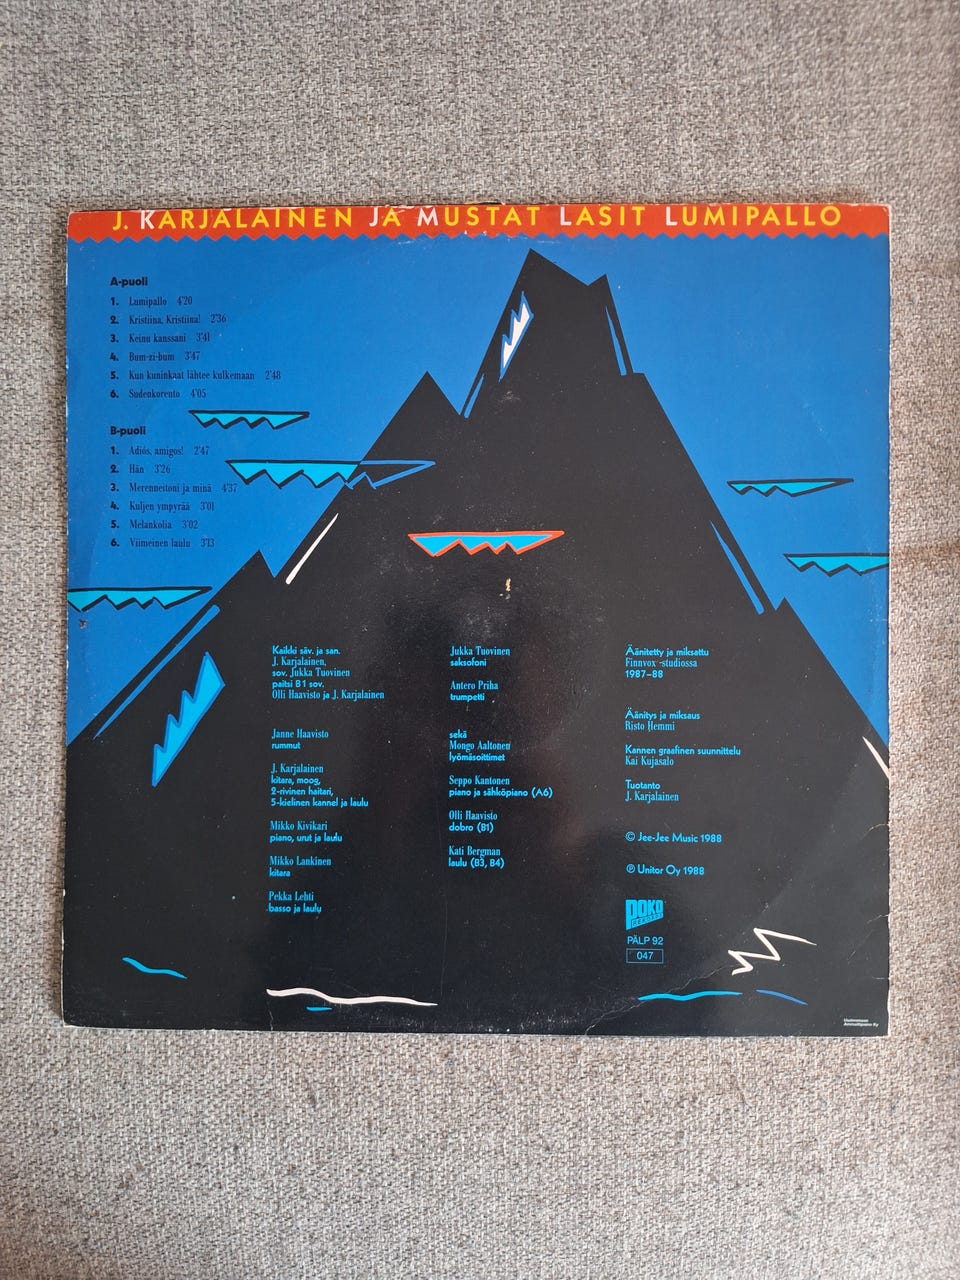 J. KARJALAINEN JA MUSTAT LASIT LUMIPALLO
A-puoli
1. Lumipallo 4'20
2. Kristiina, Kristiina! 2'36
3. Keinu kanssani 3'41
4. Bum-zi-bum 3'47
5. Kun kuninkaat lähtee kulkemaan 2'48
6. Sudenkorento 4'05
B-puoli
1. Adiós, amigos! 2'47
2. Hän 3'26
3. Merenneitoni ja minä 4'37
4. Kuljen ympyrää 3'01
5. Melankolia 3'02
6. Viimeinen laulu 3'13
Kaikki säv. ja san.
J. Karjalainen,
sov. Jukka Tuovinen
paitsi B1 sov.
Olli Haavisto ja J. Karjalainen
Janne Haavisto
rummut
J. Karjalainen
kitara, moog,
2-rivinen haitari,
5-kielinen kannel ja laulu
Mikko Kivikari
piano, urut ja laulu
Mikko Lankinen
kitara
Pekka Lehti
basso ja laulu
Jukka Tuovinen
saksofoni
Antero Priha
trumpetti
sekä
Mongo Aaltonen
lyömäsoittimet
Seppo Kantonen
piano ja sähköpiano (A6)
Olli Haavisto
dobro (B1)
Kati Bergman
laulu (B3, B4)
Äänitetty ja miksattu
Finnvox-studiossa
1987–88
Äänitys ja miksaus
Risto Hemmi
Kannen graafinen suunnittelu
Kai Kujasalo
Tuotanto
J. Karjalainen
© Jee-Jee Music 1988
℗ Unitor Oy 1988
POKO
REKORDS
PÄLP 92
047
Uudenmaan
Ammattipaino Ky